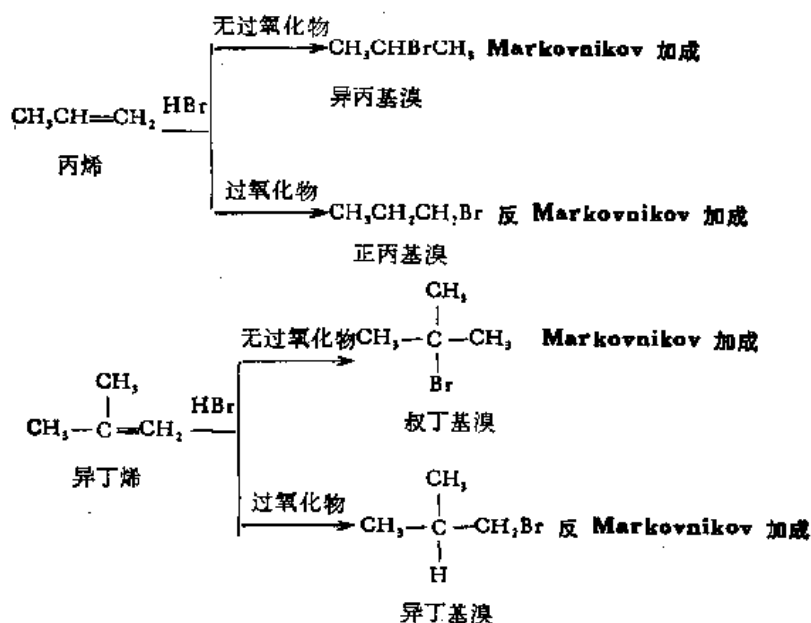 无过氧化物
CH₃CHBrCH₃ Markovnikov 加成
HBr
异丙基溴
CH₃CH=CH₂
丙烯
过氧化物
CH₃CH₂CH₂Br 反 Markovnikov 加成
正丙基溴
CH₃
无过氧化物
CH₃—C—CH₃ Markovnikov 加成
Br
叔丁基溴
CH₃
HBr
CH₃—C=CH₂
异丁烯
CH₃
过氧化物
CH₃—C—CH₂Br 反 Markovnikov 加成
H
异丁基溴